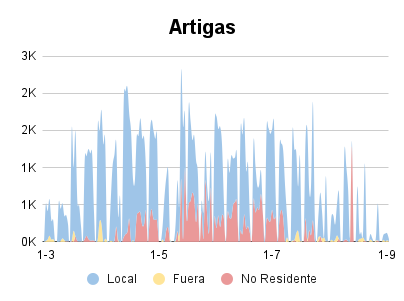 Artigas
3K
2K
2K
1K
1K
0K
1-3
1-5
1-7
1-9
Local
Fuera
No Residente